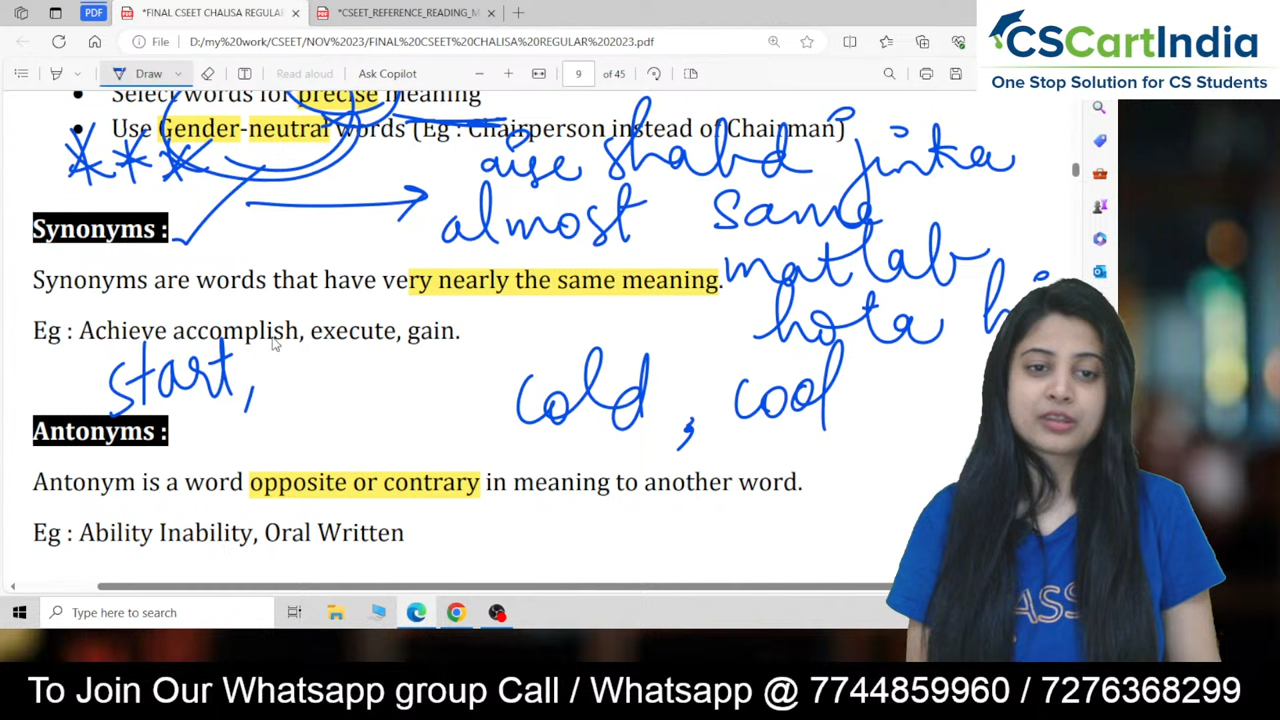 *FINAL CSEET CHALISA REGULAR
*CSEET_REFERENCE_READING_M
PDF
File
D:/my%20work/CSEET/NOV%202023/FINAL%20CSEET%20CHALISA%20REGULAR%202023.pdf
Draw
Read aloud
Ask Copilot
9 of 45
CSCartIndia
One Stop Solution for CS Students
Select words for precise meaning
• Use Gender-neutral words (Eg : Chairperson instead of Chairman)
aise shabd jinka
almost same
matlab
hota
Synonyms :
Synonyms are words that have very nearly the same meaning.
Eg : Achieve accomplish, execute, gain.
start,
cold, cool
Antonyms :
Antonym is a word opposite or contrary in meaning to another word.
Eg : Ability Inability, Oral Written
Type here to search
To Join Our Whatsapp group Call / Whatsapp @ 7744859960 / 7276368299